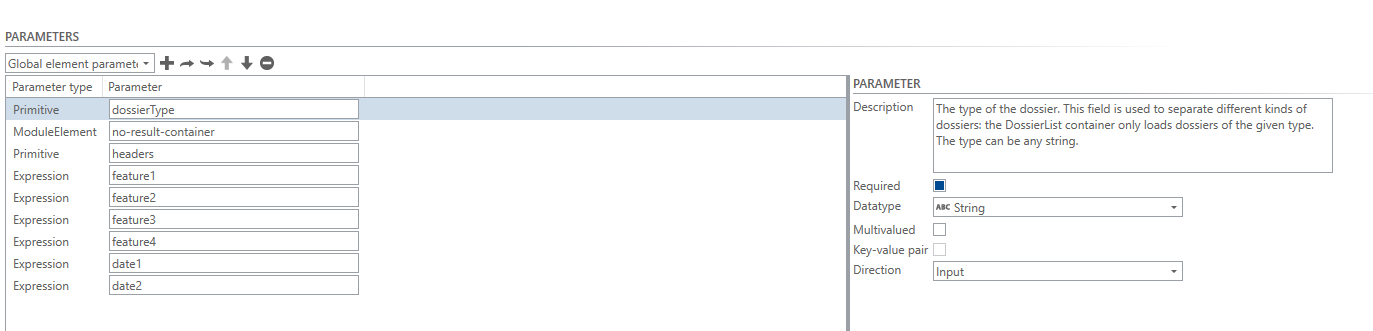 PARAMETERS
Global element paramete
Parameter type Parameter
Primitive dossierType
ModuleElement no-result-container
Primitive headers
Expression feature1
Expression feature2
Expression feature3
Expression feature4
Expression date1
Expression date2
PARAMETER
Description The type of the dossier. This field is used to separate different kinds of
dossiers: the DossierList container only loads dossiers of the given type.
The type can be any string.
Required
Datatype ABC String
Multivalued
Key-value pair
Direction Input